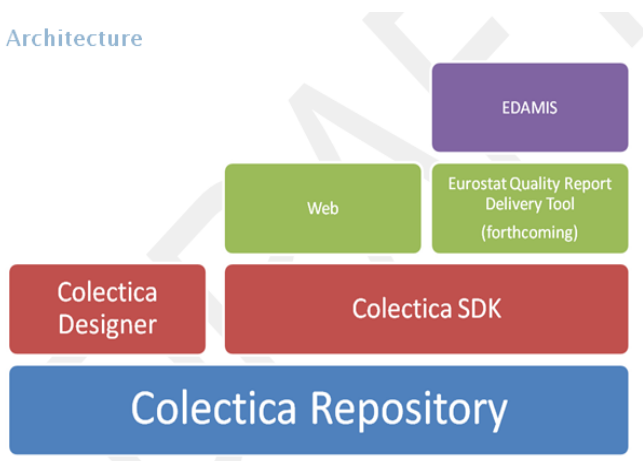 Architecture
EDAMIS
Web
Eurostat Quality Report
Delivery Tool
(forthcoming)
Colectica
Designer
Colectica SDK
Colectica Repository